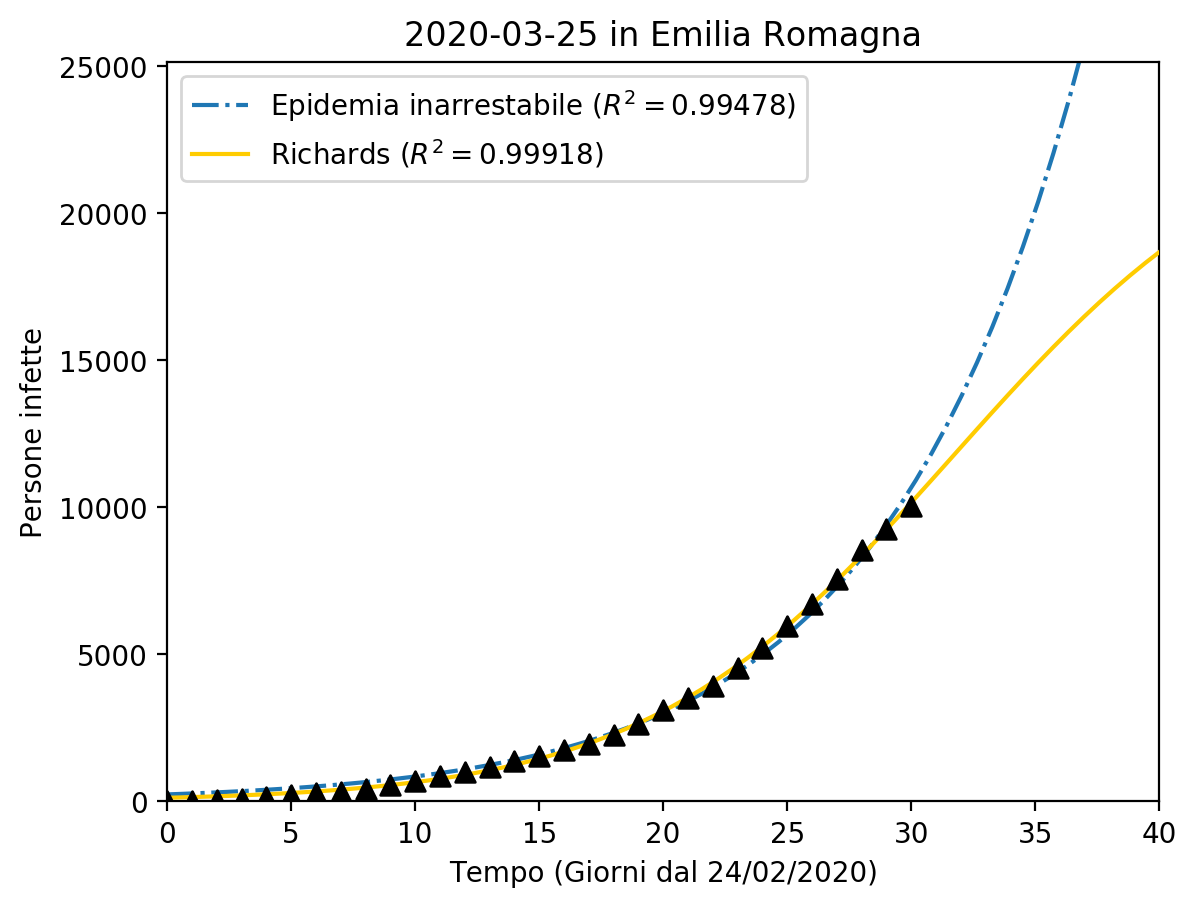 2020-03-25 in Emilia Romagna
Epidemia inarrestabile (R² = 0.99478)
Richards (R² = 0.99918)
Persone infette
25000
20000
15000
10000
5000
0
0 5 10 15 20 25 30 35 40
Tempo (Giorni dal 24/02/2020)